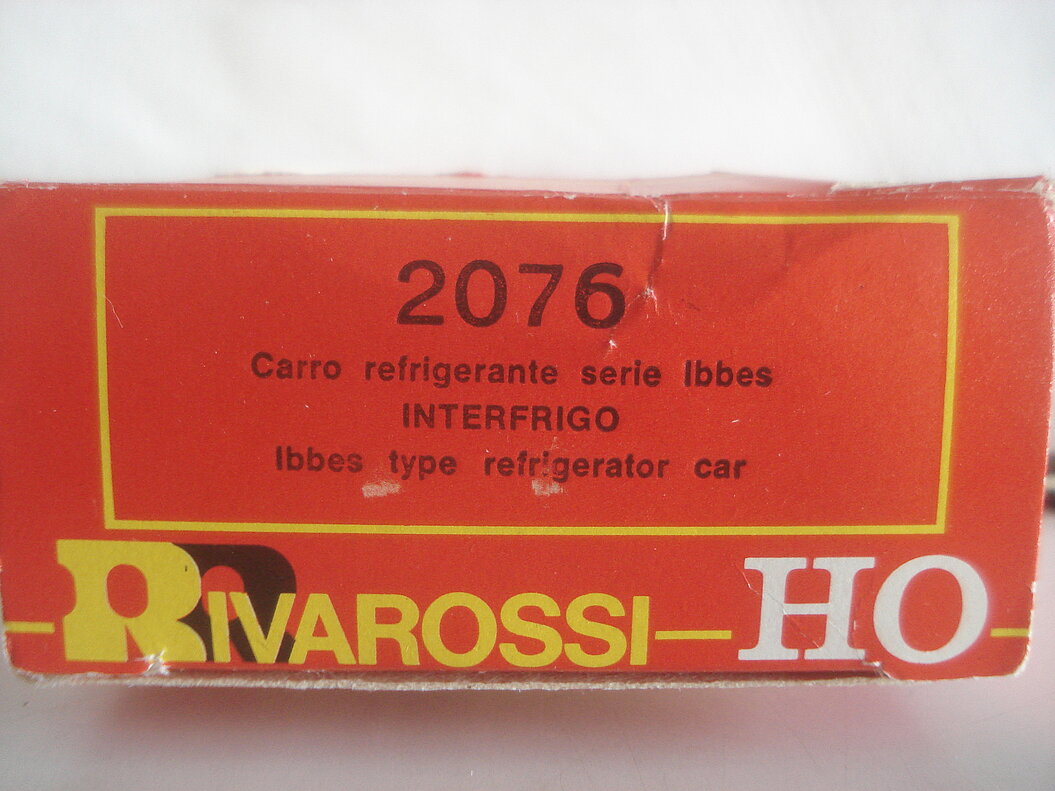 2076
Carro refrigerante serie Ibbes
INTERFRIGO
Ibbes type refrigerator car
RIVAROSSI HO